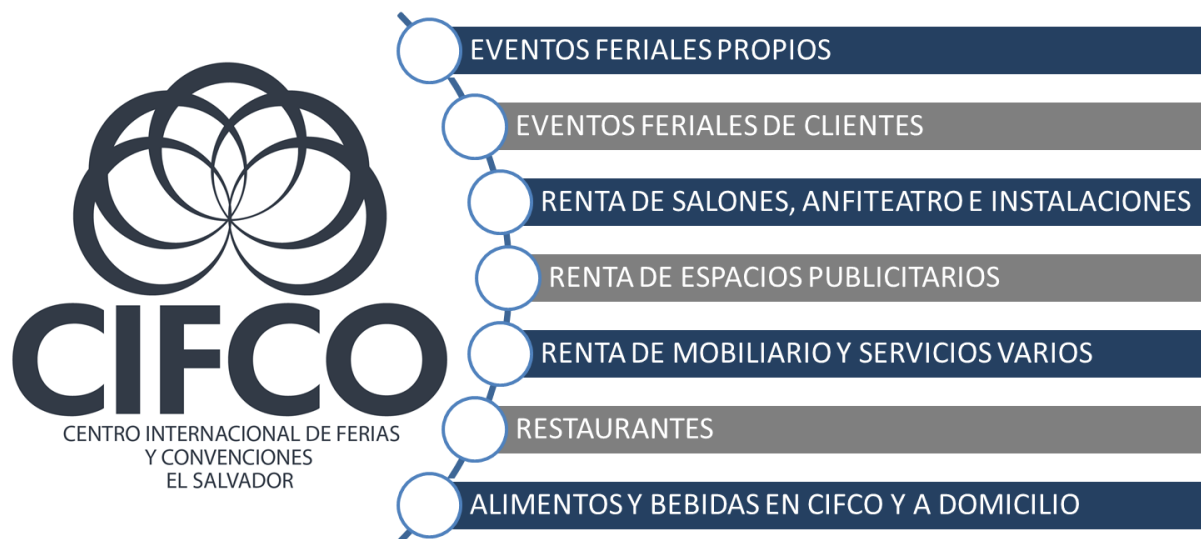 CIFCO
CENTRO INTERNACIONAL DE FERIAS
Y CONVENCIONES
EL SALVADOR
EVENTOS FERIALES PROPIOS
EVENTOS FERIALES DE CLIENTES
RENTA DE SALONES, ANFITEATRO E INSTALACIONES
RENTA DE ESPACIOS PUBLICITARIOS
RENTA DE MOBILIARIO Y SERVICIOS VARIOS
RESTAURANTES
ALIMENTOS Y BEBIDAS EN CIFCO Y A DOMICILIO